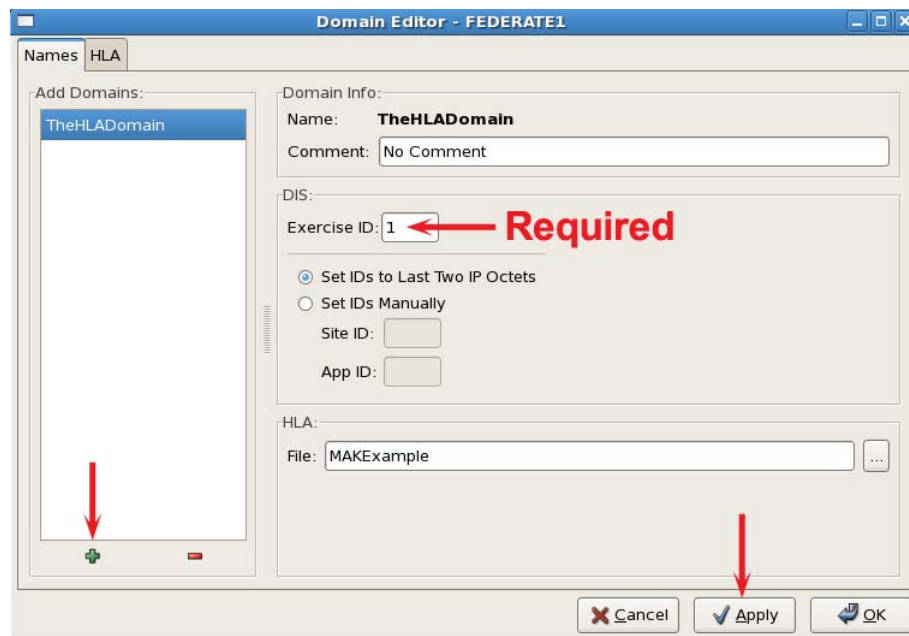 Domain Editor - FEDERATE1
Names HLA
Add Domains:
TheHLADomain
Domain Info:
Name: TheHLADomain
Comment: No Comment
DIS:
Exercise ID: 1 Required
Set IDs to Last Two IP Octets
Set IDs Manually
Site ID:
App ID:
HLA:
File: MAKExample ...
Cancel Apply OK